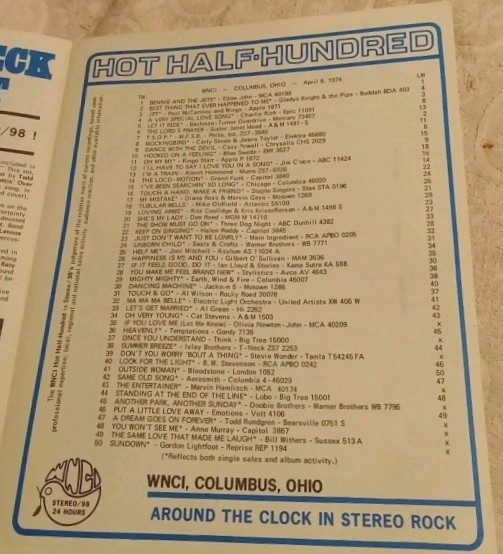 ECK
E
/98 !
HOT HALF-HUNDRED
WNCI — COLUMBUS, OHIO — April 8, 1974
TW LW
1 BENNIE AND THE JETS* - Elton John - MCA 40198 1
2 BEST THING THAT EVER HAPPENED TO ME* - Gladys Knight & the Pips - Buddah BDA 403 4
3 JET* - Paul McCartney and Wings - Apple 1871
4 A VERY SPECIAL LOVE SONG* - Charlie Rich - Epic 11091
5 LET IT RIDE* - Bachman-Turner Overdrive - Mercury 73457
6 THE LORD'S PRAYER - Sister Janet Mead - A&M 1491-S
7 T.S.O.P.* - M.F.S.B. - Phila. Int. ZS7-3540
8 MOCKINGBIRD* - Carly Simon & James Taylor - Elektra 45880
9 DANCE WITH THE DEVIL - Cozy Powell - Chrysalis CHS 2029
10 HOOKED ON A FEELING* - Blue Swede - EMI 3627
11 OH MY MY* - Ringo Starr - Apple P 1872
12 I'LL HAVE TO SAY I LOVE YOU IN A SONG* - Jim Croce - ABC 11424
13 I'M A TRAIN - Albert Hammond - Mums ZS7-6026
14 THE LOCO-MOTION* - Grand Funk - Capitol 3840
15 I'VE BEEN SEARCHIN' SO LONG* - Chicago - Columbia 46020
16 TOUCH A HAND, MAKE A FRIEND* - Staple Singers - Stax STA 0196
17 MY MISTAKE* - Diana Ross & Marvin Gaye - Motown 1269
18 TUBULAR BELLS* - Mike Oldfield - Atlantic 55100
19 LOVING ARMS* - Rita Coolidge & Kris Kristofferson - A&M 1498 S
20 SHE'S MY LADY - Don Reed - MGM M 14710
21 THE SHOW MUST GO ON* - Three Dog Night - ABC Dunhill 4382
22 KEEP ON SINGING* - Helen Reddy - Capitol 3845
23 JUST DON'T WANT TO BE LONELY* - Main Ingredient - RCA APBO 0205
24 UNBORN CHILD* - Seals & Crofts - Warner Brothers WB 7771
25 HELP ME* - Joni Mitchell - Asylum AS 11034 A
26 HAPPINESS IS ME AND YOU - Gilbert O'Sullivan - MAM 3636
27 IF IT FEELS GOOD, DO IT - Ian Lloyd & Stories - Kama Sutra KA 588
28 YOU MAKE ME FEEL BRAND NEW* - Stylistics - Avco AV 4643
29 MIGHTY MIGHTY* - Earth, Wind & Fire - Columbia 46007
30 DANCING MACHINE* - Jackson 5 - Motown 1286
31 TOUCH & GO* - Al Wilson - Rocky Road 30076
32 MA MA MA BELLE* - Electric Light Orchestra - United Artists XW 405 W
33 LET'S GET MARRIED* - Al Green - Hi 2262
34 OH VERY YOUNG* - Cat Stevens - A&M 1503
35 IF YOU LOVE ME (Let Me Know) - Olivia Newton-John - MCA 40209
36 HEAVENLY* - Temptations - Gordy 7135
37 ONCE YOU UNDERSTAND - Think - Big Tree 15000
38 SUMMER BREEZE* - Isley Brothers - T-Neck ZS7 2253
39 DON'T YOU WORRY 'BOUT A THING* - Stevie Wonder - Tamla T54245 FA
40 LOOK FOR THE LIGHT* - B.W. Stevenson - RCA APBO 0242
41 OUTSIDE WOMAN* - Bloodstone - London 1052
42 SAME OLD SONG* - Aerosmith - Columbia 4-46029
43 THE ENTERTAINER* - Marvin Hamlisch - MCA 40174
44 STANDING AT THE END OF THE LINE* - Lobo - Big Tree 15001
45 ANOTHER PARK, ANOTHER SUNDAY* - Doobie Brothers - Warner Brothers WB 7795
46 PUT A LITTLE LOVE AWAY - Emotions - Volt 4106
47 A DREAM GOES ON FOREVER* - Todd Rundgren - Bearsville 0751 S
48 YOU WON'T SEE ME* - Anne Murray - Capitol 3867
49 THE SAME LOVE THAT MADE ME LAUGH* - Bill Withers - Sussex 513 A
50 SUNDOWN* - Gordon Lightfoot - Reprise REP 1194
(*Reflects both single sales and album activity.)
WNCI
STEREO/98
24 HOURS
WNCI, COLUMBUS, OHIO
AROUND THE CLOCK IN STEREO ROCK